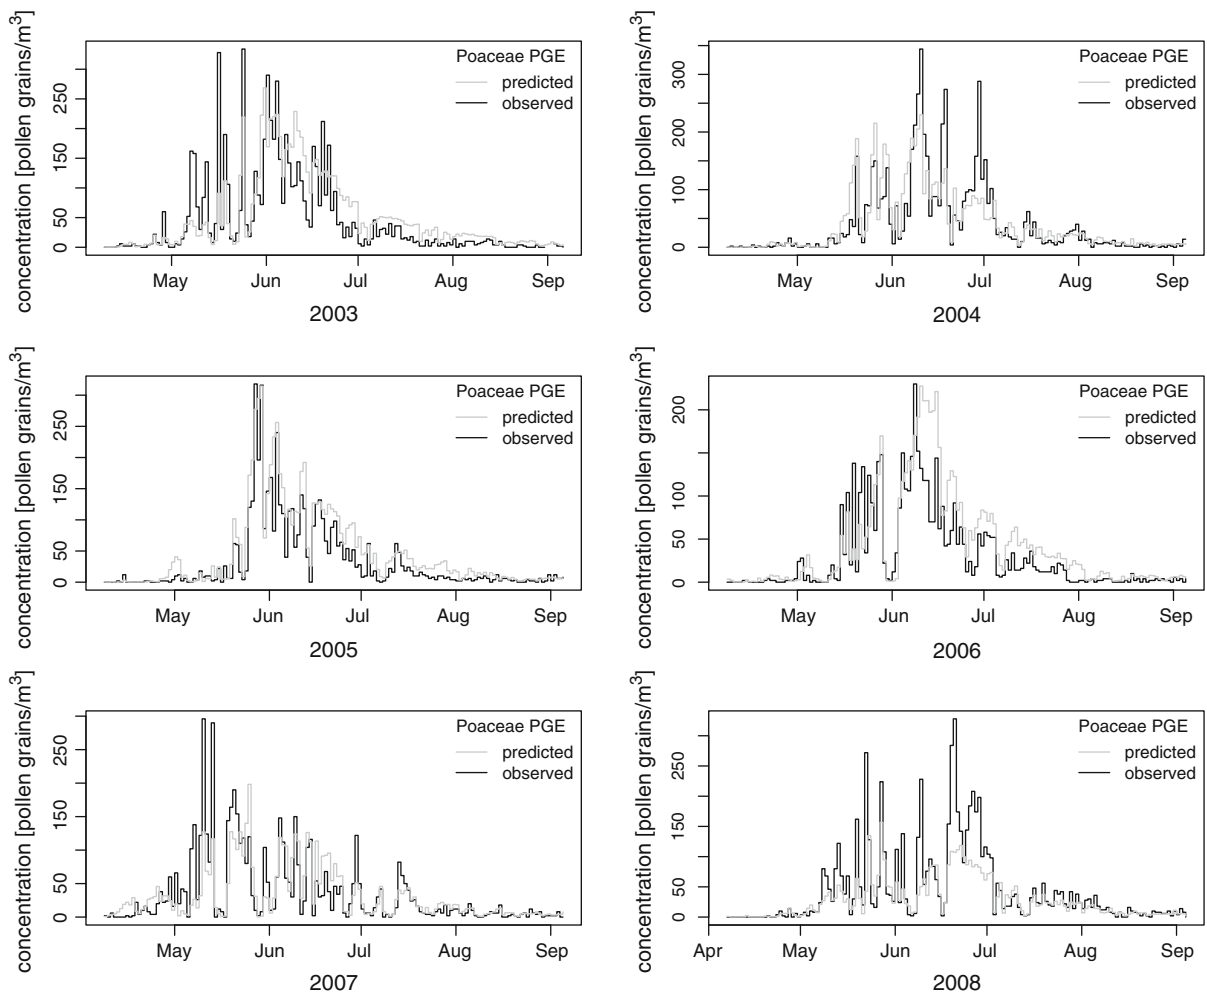 concentration [pollen grains/m³]
0
50
150
250
Poaceae PGE
predicted
observed
May
Jun
Jul
Aug
Sep
2003
concentration [pollen grains/m³]
0
100
200
300
Poaceae PGE
predicted
observed
May
Jun
Jul
Aug
Sep
2004
concentration [pollen grains/m³]
0
50
150
250
Poaceae PGE
predicted
observed
May
Jun
Jul
Aug
Sep
2005
concentration [pollen grains/m³]
0
50
100
200
Poaceae PGE
predicted
observed
May
Jun
Jul
Aug
Sep
2006
concentration [pollen grains/m³]
0
50
150
250
Poaceae PGE
predicted
observed
May
Jun
Jul
Aug
Sep
2007
concentration [pollen grains/m³]
0
50
150
250
Poaceae PGE
predicted
observed
Apr
May
Jun
Jul
Aug
Sep
2008